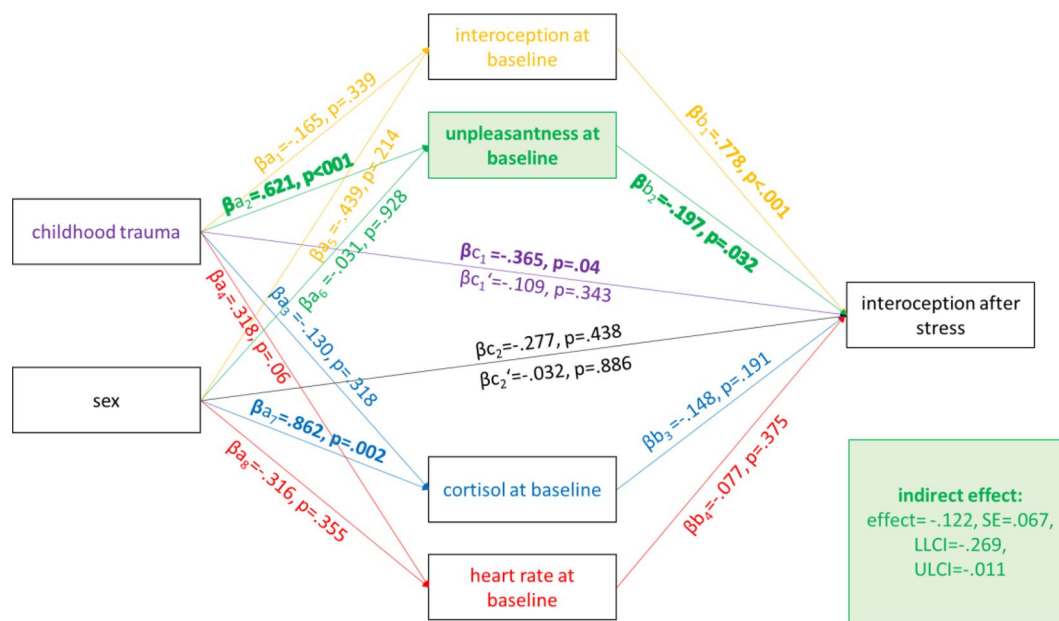 interoception at
baseline
βa₁=-.165, p=.339
βb₁=.778, p<.001
unpleasantness at
baseline
βa₂=.621, p<001
βa₅=-.439, p=.214
βa₆=-.031, p=.928
βb₂=-.197, p=.032
childhood trauma
βc₁=-.365, p=.04
βc₁‘=-.109, p=.343
βa₃=-.130, p=.318
βa₄=.318, p=.06
interoception after
stress
βc₂=-.277, p=.438
βc₂‘=-.032, p=.886
sex
βa₇=.862, p=.002
βb₃=-.148, p=.191
cortisol at baseline
βa₈=-.316, p=.355
βb₄=-.077, p=.375
heart rate at
baseline
indirect effect:
effect= -.122, SE=.067,
LLCI=-.269,
ULCI=-.011